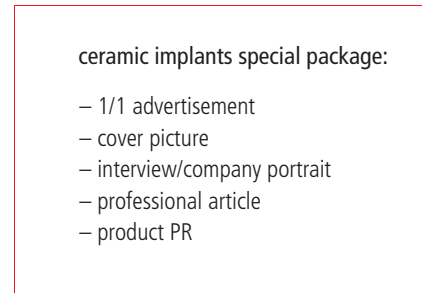 ceramic implants special package:
– 1/1 advertisement
– cover picture
– interview/company portrait
– professional article
– product PR